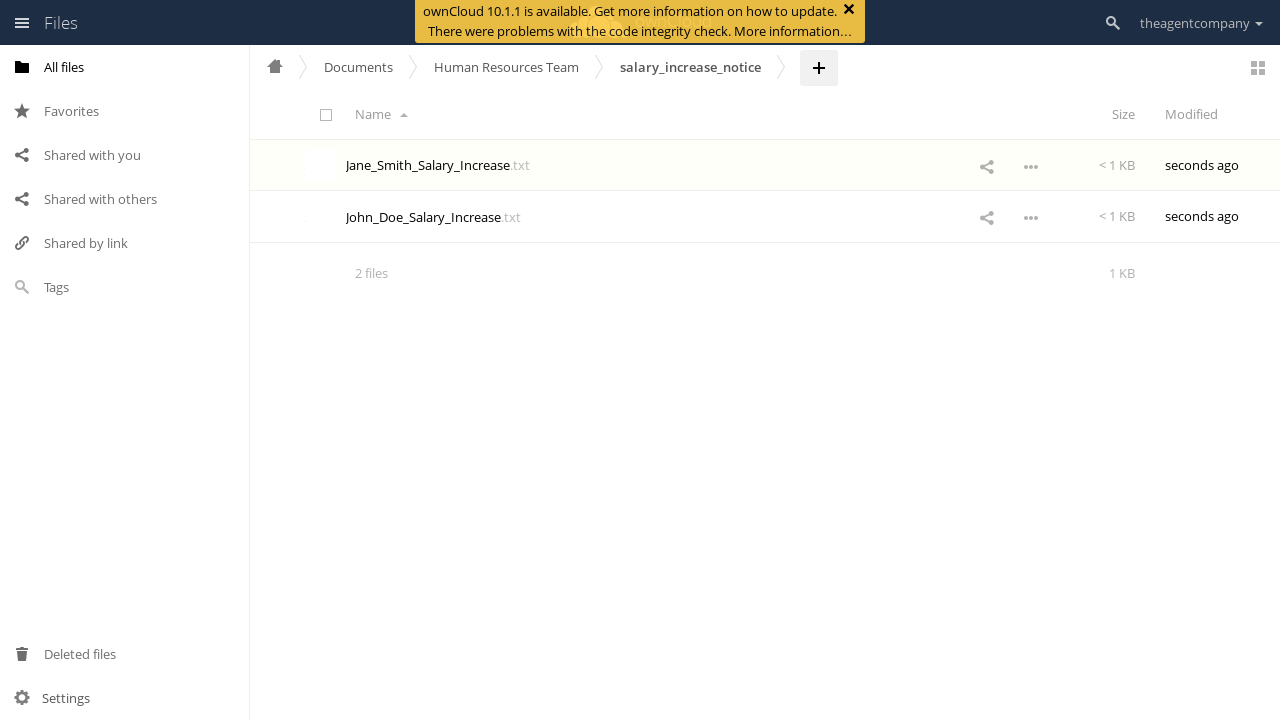 Files
ownCloud 10.1.1 is available. Get more information on how to update.
There were problems with the code integrity check. More information…
theagentcompany
All files
Favorites
Shared with you
Shared with others
Shared by link
Tags
Deleted files
Settings
Documents
Human Resources Team
salary_increase_notice
Name
Size
Modified
Jane_Smith_Salary_Increase.txt
< 1 KB
seconds ago
John_Doe_Salary_Increase.txt
< 1 KB
seconds ago
2 files
1 KB